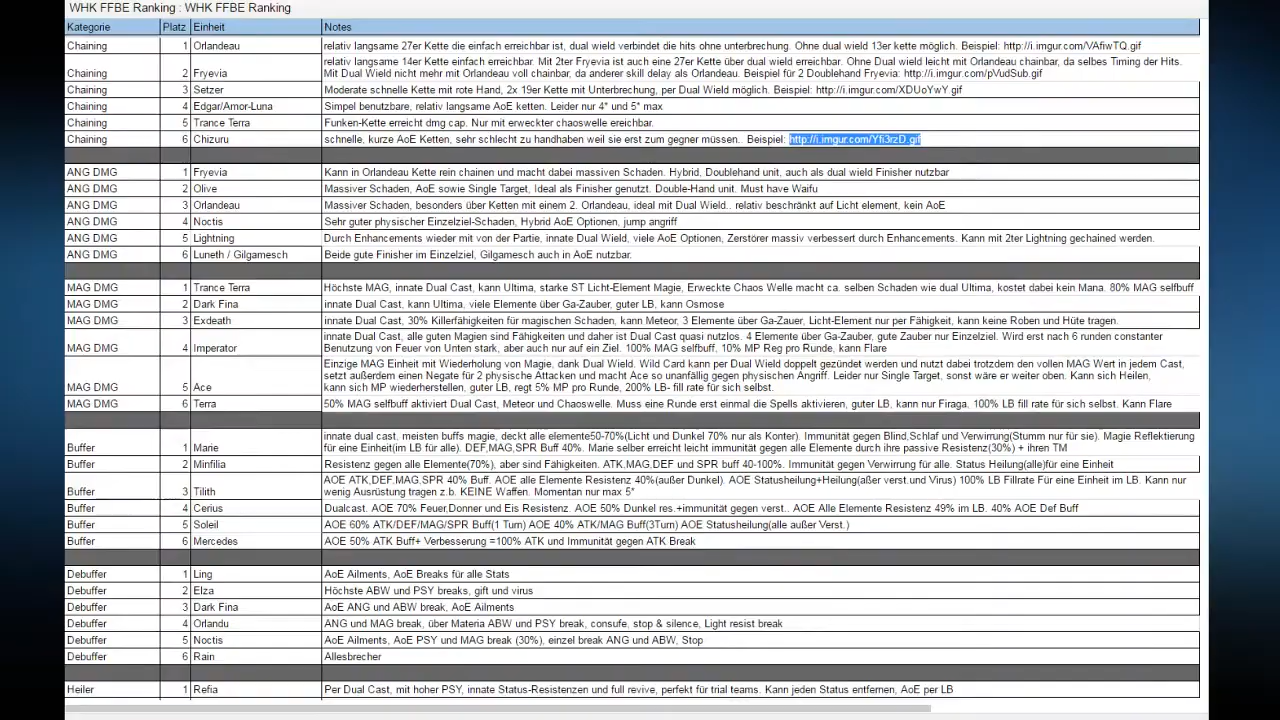 WHK FFBE Ranking : WHK FFBE Ranking
Kategorie Platz Einheit Notes
Chaining 1 Orlandeau relativ langsame 27er Kette die einfach erreichbar ist, dual wield verbindet die hits ohne unterbrechung. Ohne dual wield 13er kette möglich. Beispiel: http://i.imgur.com/VAfiwTQ.gif
relativ langsame 14er Kette einfach erreichbar. Mit 2ter Fryevia ist auch eine 27er Kette über dual wield erreichbar. Ohne Dual Wield leicht mit Orlandeau chainbar, da selbes Timing der Hits.
Chaining 2 Fryevia Mit Dual Wield nicht mehr mit Orlandeau voll chainbar, da anderer skill delay als Orlandeau. Beispiel für 2 Doublehand Fryevia: http://i.imgur.com/pVudSub.gif
Chaining 3 Setzer Moderate schnelle Kette mit rote Hand, 2x 19er Kette mit Unterbrechung, per Dual Wield möglich. Beispiel: http://i.imgur.com/XDUoYwY.gif
Chaining 4 Edgar/Amor-Luna Simpel benutzbare, relativ langsame AoE ketten. Leider nur 4* und 5* max
Chaining 5 Trance Terra Funken-Kette erreicht dmg cap. Nur mit erweckter chaoswelle ereichbar.
Chaining 6 Chizuru schnelle, kurze AoE Ketten, sehr schlecht zu handhaben weil sie erst zum gegner müssen.. Beispiel: http://i.imgur.com/Yfi3rzD.gif
ANG DMG 1 Fryevia Kann in Orlandeau Kette rein chainen und macht dabei massiven Schaden. Hybrid, Doublehand unit, auch als dual wield Finisher nutzbar
ANG DMG 2 Olive Massiver Schaden, AoE sowie Single Target, Ideal als Finisher genutzt. Double-Hand unit. Must have Waifu
ANG DMG 3 Orlandeau Massiver Schaden, besonders über Ketten mit einem 2. Orlandeau, ideal mit Dual Wield.. relativ beschränkt auf Licht element, kein AoE
ANG DMG 4 Noctis Sehr guter physischer Einzelziel-Schaden, Hybrid AoE Optionen, jump angriff
ANG DMG 5 Lightning Durch Enhancements wieder mit von der Partie, innate Dual Wield, viele AoE Optionen, Zerstörer massiv verbessert durch Enhancements. Kann mit 2ter Lightning gechained werden.
ANG DMG 6 Luneth / Gilgamesch Beide gute Finisher im Einzelziel, Gilgamesch auch in AoE nutzbar.
MAG DMG 1 Trance Terra Höchste MAG, innate Dual Cast, kann Ultima, starke ST Licht-Element Magie, Erweckte Chaos Welle macht ca. selben Schaden wie dual Ultima, kostet dabei kein Mana. 80% MAG selfbuff
MAG DMG 2 Dark Fina innate Dual Cast, kann Ultima. viele Elemente über Ga-Zauber, guter LB, kann Osmose
MAG DMG 3 Exdeath innate Dual Cast, 30% Killerfähigkeiten für magischen Schaden, kann Meteor, 3 Elemente über Ga-Zauer, Licht-Element nur per Fähigkeit, kann keine Roben und Hüte tragen.
innate Dual Cast, alle guten Magien sind Fähigkeiten und daher ist Dual Cast quasi nutzlos. 4 Elemente über Ga-Zauber, gute Zauber nur Einzelziel. Wird erst nach 6 runden constanter
MAG DMG 4 Imperator Benutzung von Feuer von Unten stark, aber auch nur auf ein Ziel. 100% MAG selfbuff, 10% MP Reg pro Runde, kann Flare
Einzige MAG Einheit mit Wiederholung von Magie, dank Dual Wield. Wild Card kann per Dual Wield doppelt gezündet werden und nutzt dabei trotzdem den vollen MAG Wert in jedem Cast,
setzt außerdem einen Negate für 2 physische Attacken und macht Ace so unanfällig gegen physischen Angriff. Leider nur Single Target, sonst wäre er weiter oben. Kann sich Heilen,
MAG DMG 5 Ace kann sich MP wiederherstellen, guter LB, regt 5% MP pro Runde, 200% LB- fill rate für sich selbst.
MAG DMG 6 Terra 50% MAG selfbuff aktiviert Dual Cast, Meteor und Chaoswelle. Muss eine Runde erst einmal die Spells aktivieren, guter LB, kann nur Firaga. 100% LB fill rate für sich selbst. Kann Flare
innate dual cast, meisten buffs magie, deckt alle elemente50-70%(Licht und Dunkel 70% nur als Konter). Immunität gegen Blind,Schlaf und Verwirrung(Stumm nur für sie). Magie Reflektierung
Buffer 1 Marie für eine Einheit(im LB für alle). DEF,MAG,SPR Buff 40%. Marie selber erreicht leicht immunität gegen alle Elemente durch ihre passive Resistenz(30%) + ihren TM
Buffer 2 Minfilia Resistenz gegen alle Elemente(70%), aber sind Fähigkeiten. ATK,MAG,DEF und SPR buff 40-100%. Immunität gegen Verwirrung für alle. Status Heilung(alle)für eine Einheit
AOE ATK,DEF,MAG,SPR 40% Buff. AOE alle Elemente Resistenz 40%(außer Dunkel). AOE Statusheilung+Heilung(außer verst.und Virus) 100% LB Fillrate Für eine Einheit im LB. Kann nur
Buffer 3 Tilith wenig Ausrüstung tragen z.b. KEINE Waffen. Momentan nur max 5*
Buffer 4 Cerius Dualcast. AOE 70% Feuer,Donner und Eis Resistenz. AOE 50% Dunkel res.+immunität gegen verst.. AOE Alle Elemente Resistenz 49% im LB. 40% AOE Def Buff
Buffer 5 Soleil AOE 60% ATK/DEF/MAG/SPR Buff(1 Turn) AOE 40% ATK/MAG Buff(3Turn) AOE Statusheilung(alle außer Verst.)
Buffer 6 Mercedes AOE 50% ATK Buff+ Verbesserung =100% ATK und Immunität gegen ATK Break
Debuffer 1 Ling AoE Ailments, AoE Breaks für alle Stats
Debuffer 2 Elza Höchste ABW und PSY breaks, gift und virus
Debuffer 3 Dark Fina AoE ANG und ABW break, AoE Ailments
Debuffer 4 Orlandu ANG und MAG break, über Materia ABW und PSY break, consufe, stop & silence, Light resist break
Debuffer 5 Noctis AoE Ailments, AoE PSY und MAG break (30%), einzel break ANG und ABW, Stop
Debuffer 6 Rain Allesbrecher
Heiler 1 Refia Per Dual Cast, mit hoher PSY, innate Status-Resistenzen und full revive, perfekt für trial teams. Kann jeden Status entfernen, AoE per LB